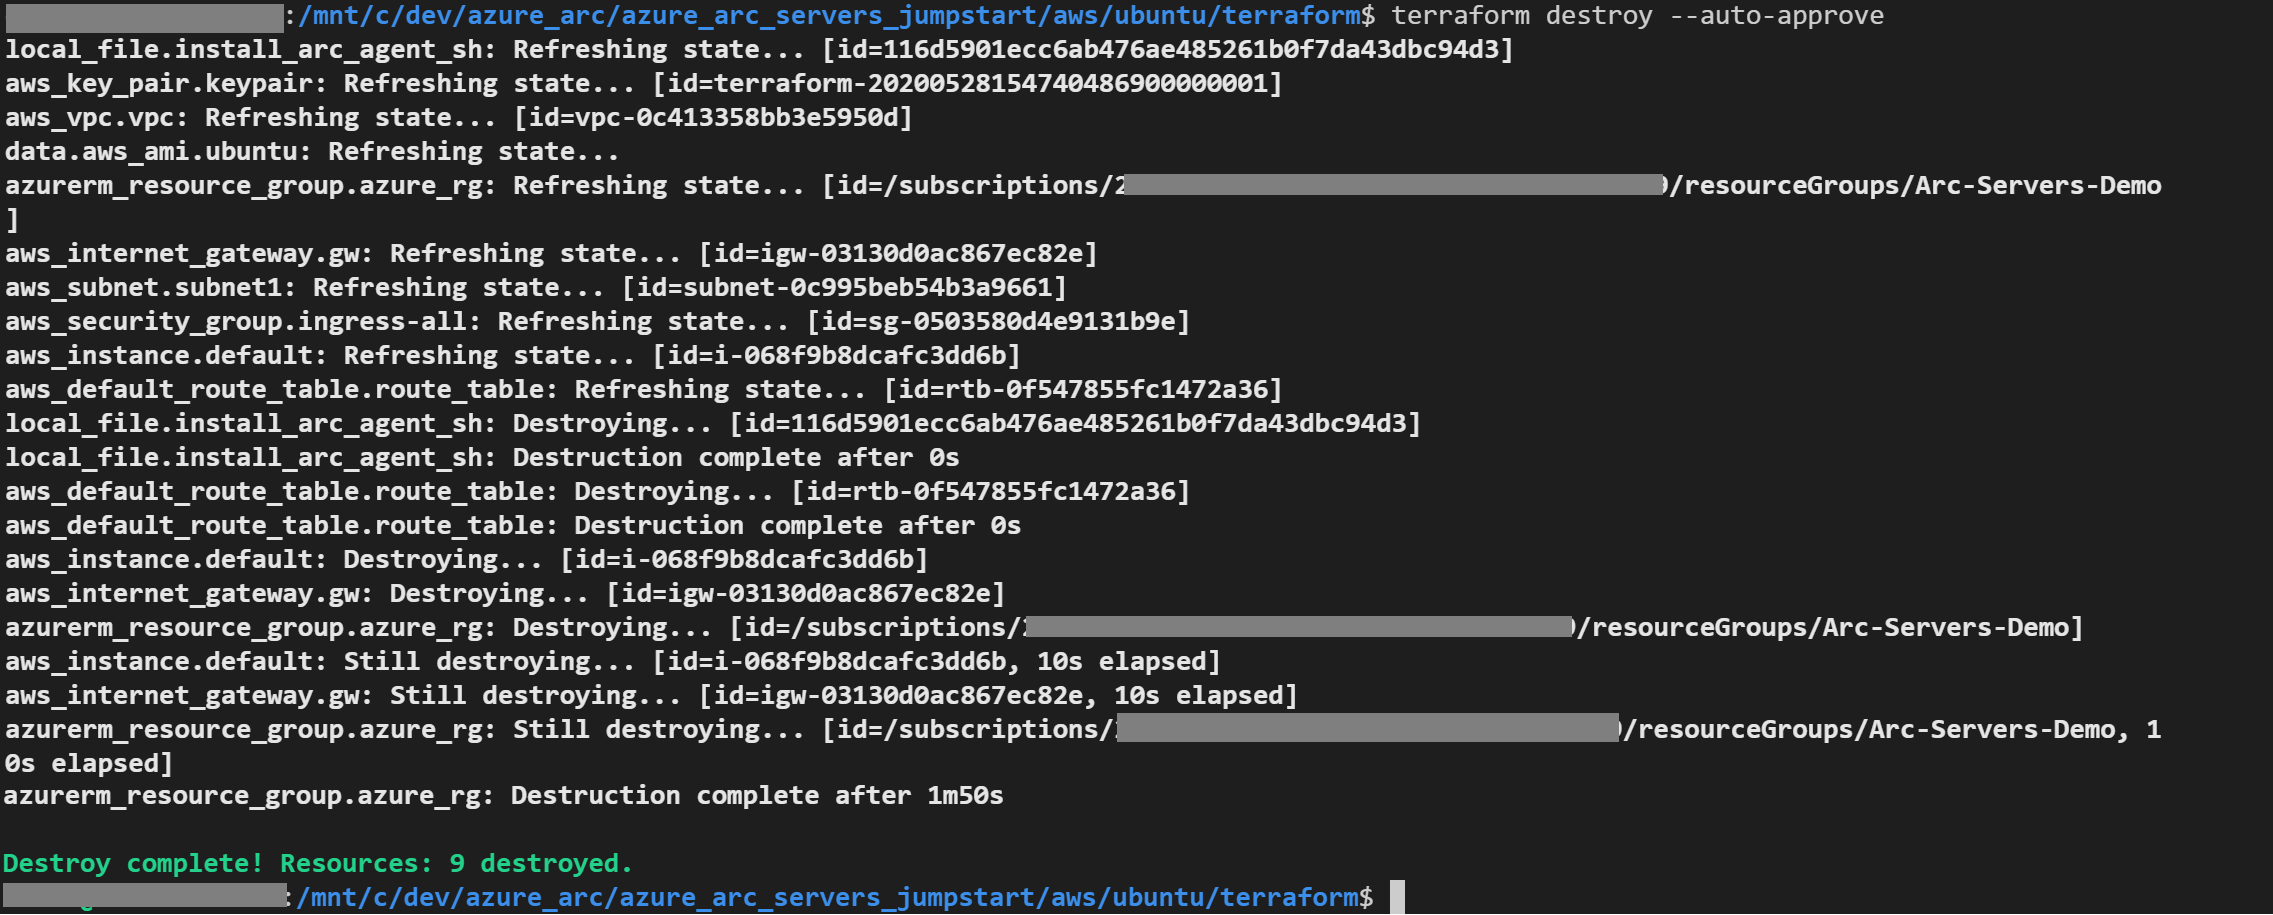 :/mnt/c/dev/azure_arc/azure_arc_servers_jumpstart/aws/ubuntu/terraform$ terraform destroy --auto-approve
local_file.install_arc_agent_sh: Refreshing state... [id=116d5901ecc6ab476ae485261b0f7da43dbc94d3]
aws_key_pair.keypair: Refreshing state... [id=terraform-20200528154740486900000001]
aws_vpc.vpc: Refreshing state... [id=vpc-0c413358bb3e5950d]
data.aws_ami.ubuntu: Refreshing state...
azurerm_resource_group.azure_rg: Refreshing state... [id=/subscriptions/2 /resourceGroups/Arc-Servers-Demo
]
aws_internet_gateway.gw: Refreshing state... [id=igw-03130d0ac867ec82e]
aws_subnet.subnet1: Refreshing state... [id=subnet-0c995beb54b3a9661]
aws_security_group.ingress-all: Refreshing state... [id=sg-0503580d4e9131b9e]
aws_instance.default: Refreshing state... [id=i-068f9b8dcafc3dd6b]
aws_default_route_table.route_table: Refreshing state... [id=rtb-0f547855fc1472a36]
local_file.install_arc_agent_sh: Destroying... [id=116d5901ecc6ab476ae485261b0f7da43dbc94d3]
local_file.install_arc_agent_sh: Destruction complete after 0s
aws_default_route_table.route_table: Destroying... [id=rtb-0f547855fc1472a36]
aws_default_route_table.route_table: Destruction complete after 0s
aws_instance.default: Destroying... [id=i-068f9b8dcafc3dd6b]
aws_internet_gateway.gw: Destroying... [id=igw-03130d0ac867ec82e]
azurerm_resource_group.azure_rg: Destroying... [id=/subscriptions/ /resourceGroups/Arc-Servers-Demo]
aws_instance.default: Still destroying... [id=i-068f9b8dcafc3dd6b, 10s elapsed]
aws_internet_gateway.gw: Still destroying... [id=igw-03130d0ac867ec82e, 10s elapsed]
azurerm_resource_group.azure_rg: Still destroying... [id=/subscriptions/ /resourceGroups/Arc-Servers-Demo, 1
0s elapsed]
azurerm_resource_group.azure_rg: Destruction complete after 1m50s
Destroy complete! Resources: 9 destroyed.
:/mnt/c/dev/azure_arc/azure_arc_servers_jumpstart/aws/ubuntu/terraform$